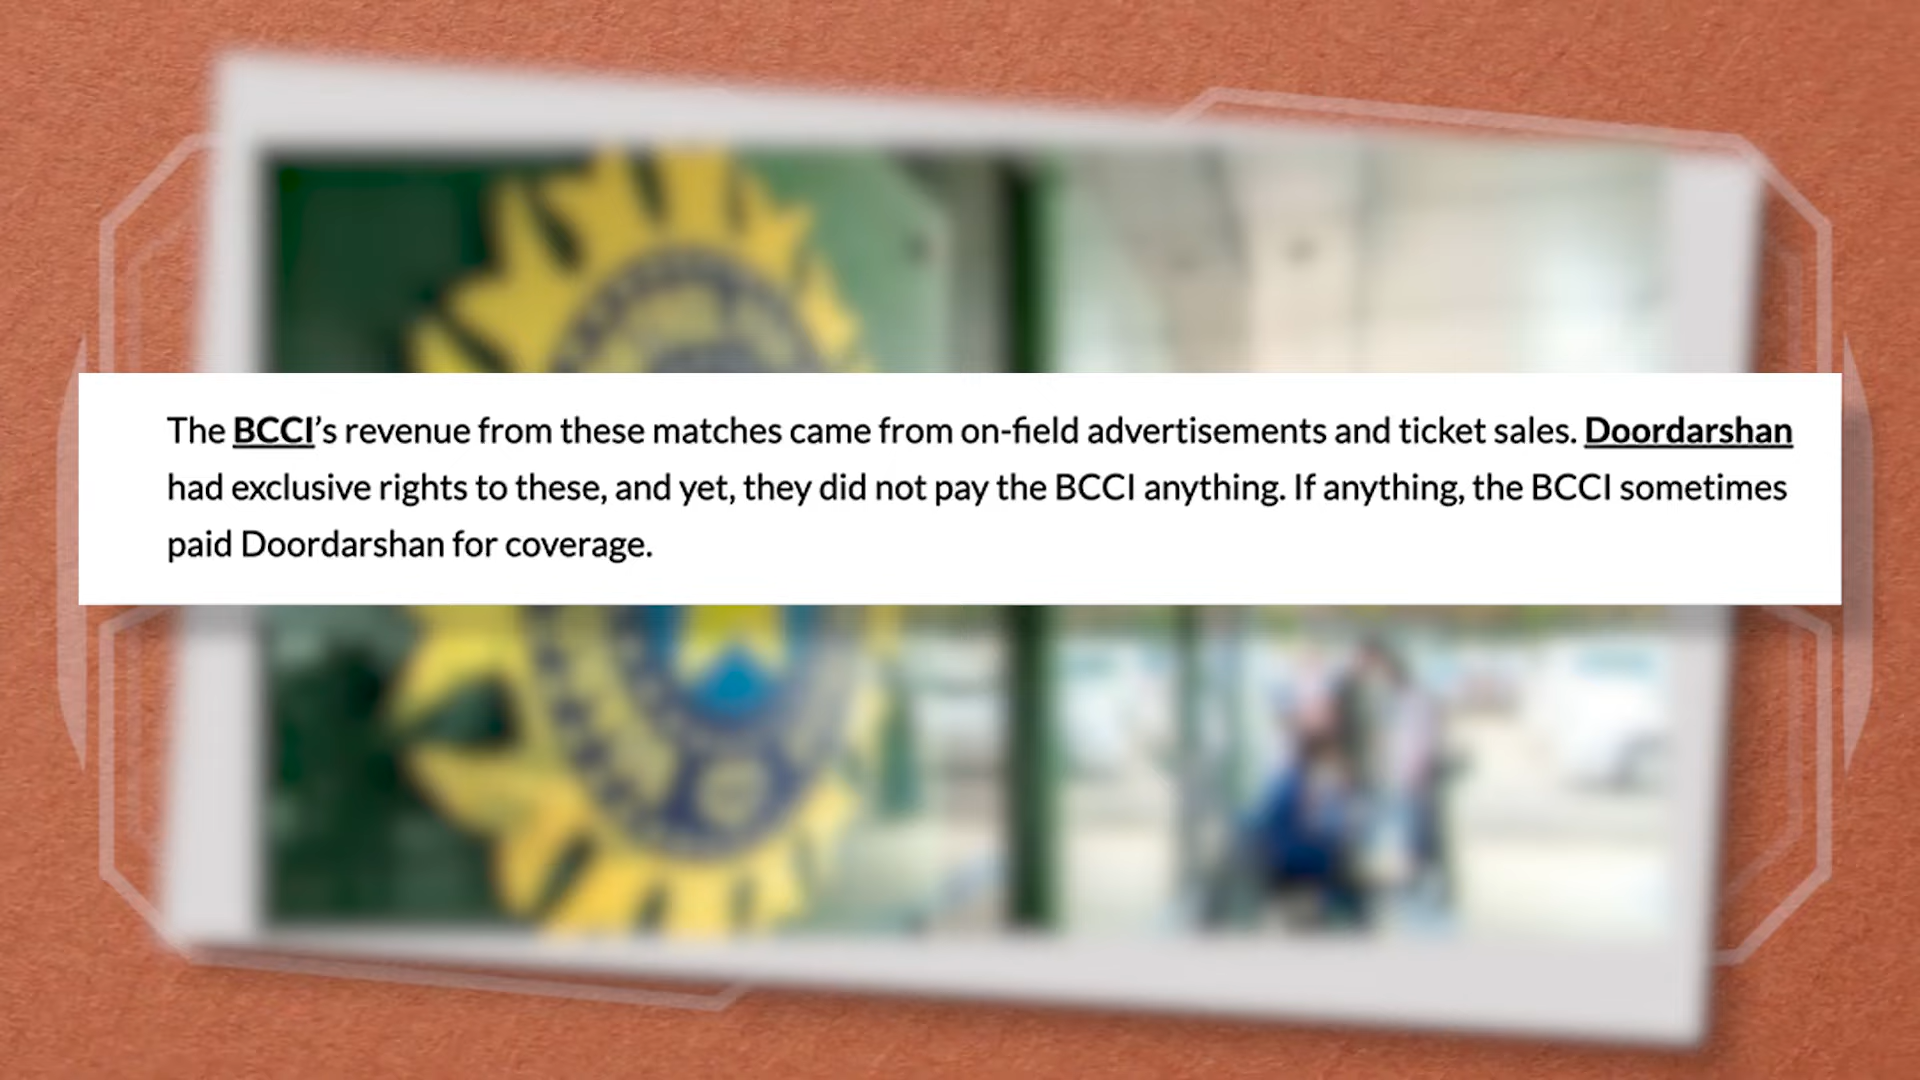 The BCCI’s revenue from these matches came from on-field advertisements and ticket sales. Doordarshan
had exclusive rights to these, and yet, they did not pay the BCCI anything. If anything, the BCCI sometimes
paid Doordarshan for coverage.